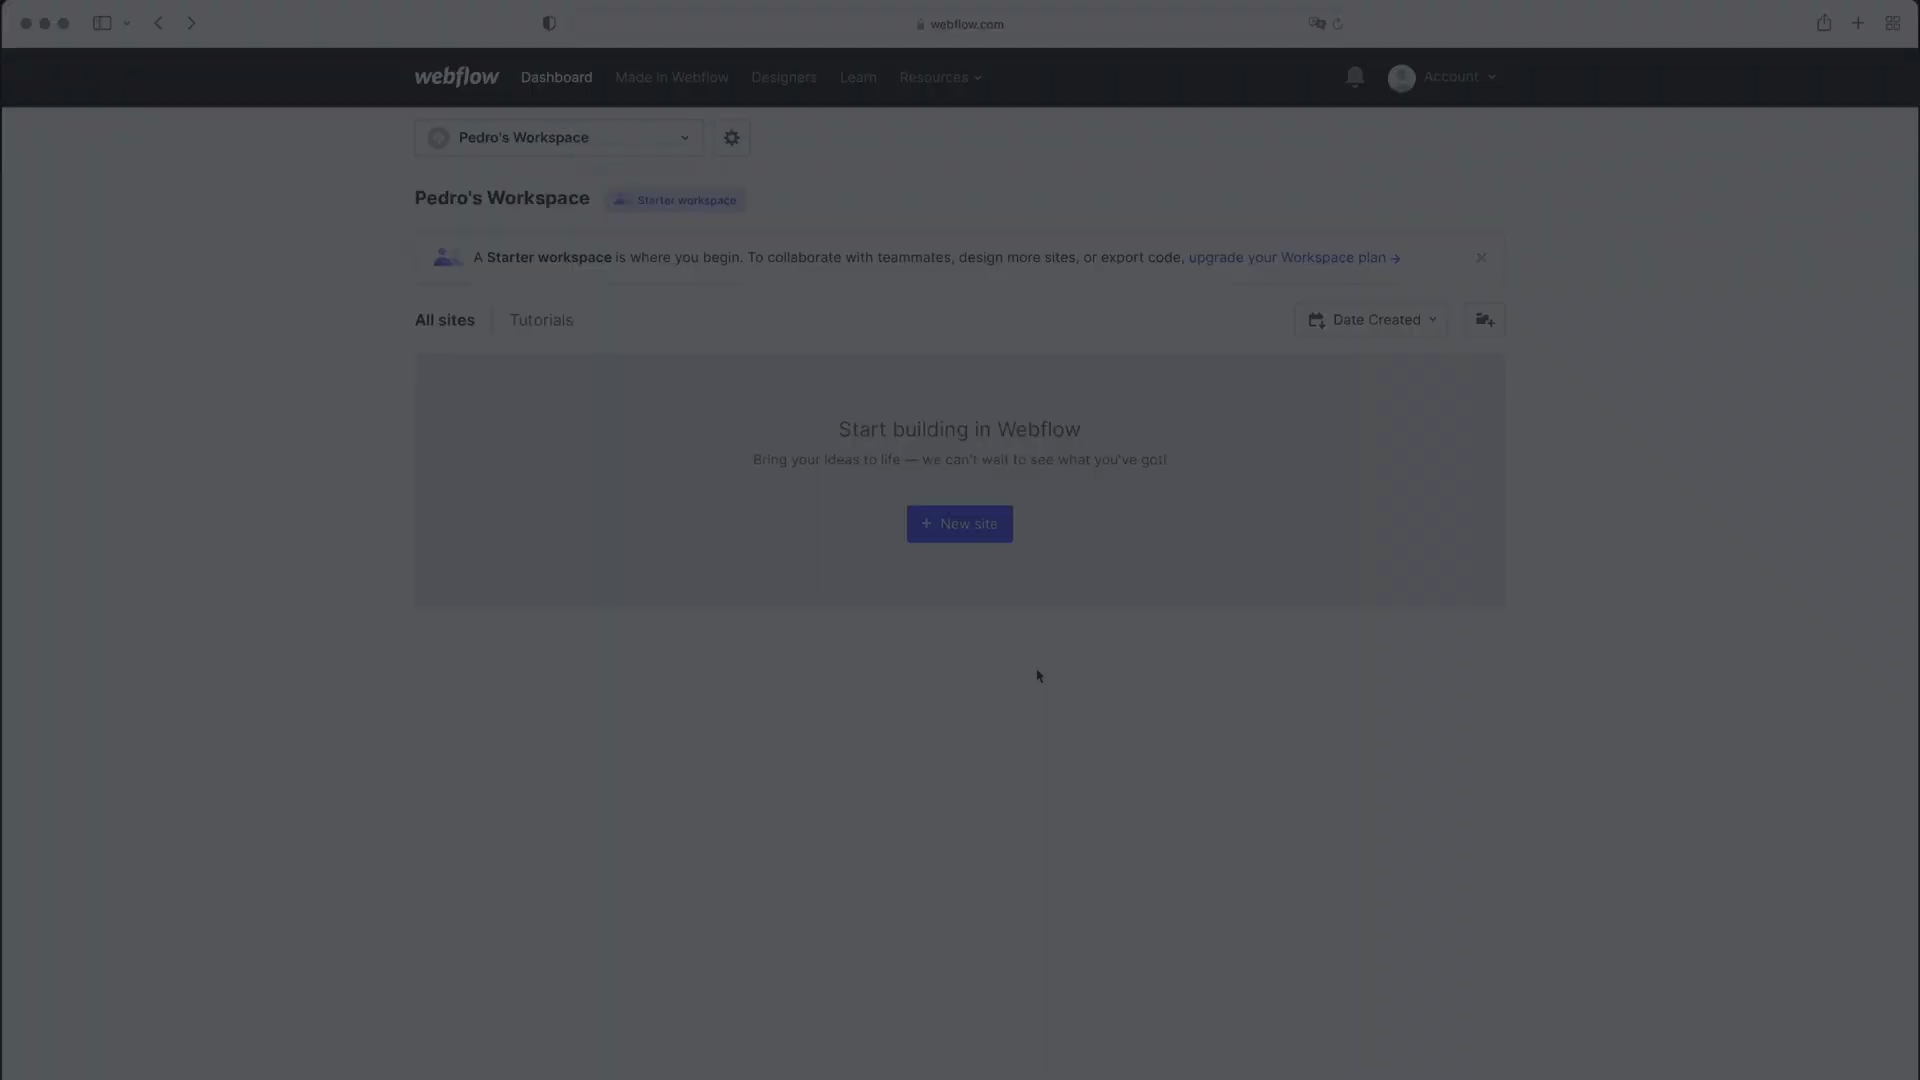 webflow.com
webflow Dashboard Made in Webflow Designers Learn Resources Account
Pedro's Workspace
Pedro's Workspace Starter workspace
A Starter workspace is where you begin. To collaborate with teammates, design more sites, or export code, upgrade your Workspace plan →
All sites Tutorials Date Created
Start building in Webflow
Bring your ideas to life — we can't wait to see what you've got!
+ New site